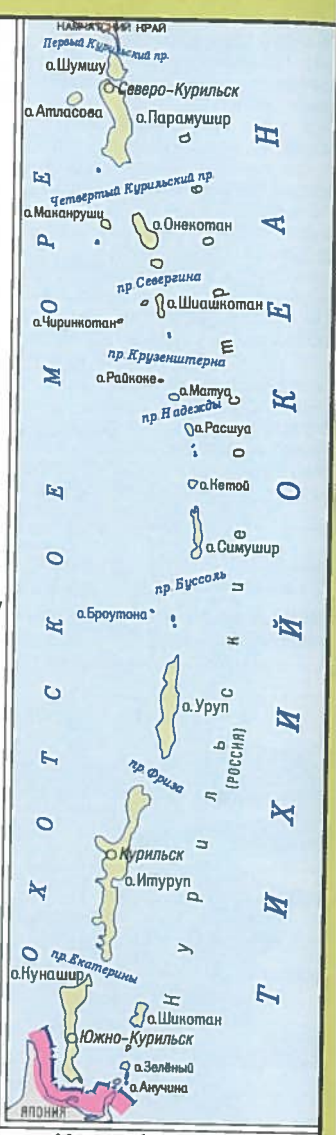 КАМЧАТСКИЙ КРАЙ
Первый Курильский пр.
о.Шумшу
Северо-Курильск
о.Атласова
о.Парамушир
Четвертый Курильский пр.
о.Маканруши
о.Онекотан
пр.Севергина
о.Шиашкотан
о.Чиринкотан
пр.Крузенштерна
о.Райкоке
о.Матуа
пр.Надежды
о.Расшуа
о.Кетой
о.Симушир
пр.Буссоль
о.Броутона
о.Уруп
(РОССИЯ)
пр.Фриза
Курильск
о.Итуруп
пр.Екатерины
о.Кунашир
о.Шикотан
Южно-Курильск
о.Зелёный
о.Анучина
ЯПОНИЯ
ОХОТСКОЕ МОРЕ
Курильские острова
ТИХИЙ ОКЕАН